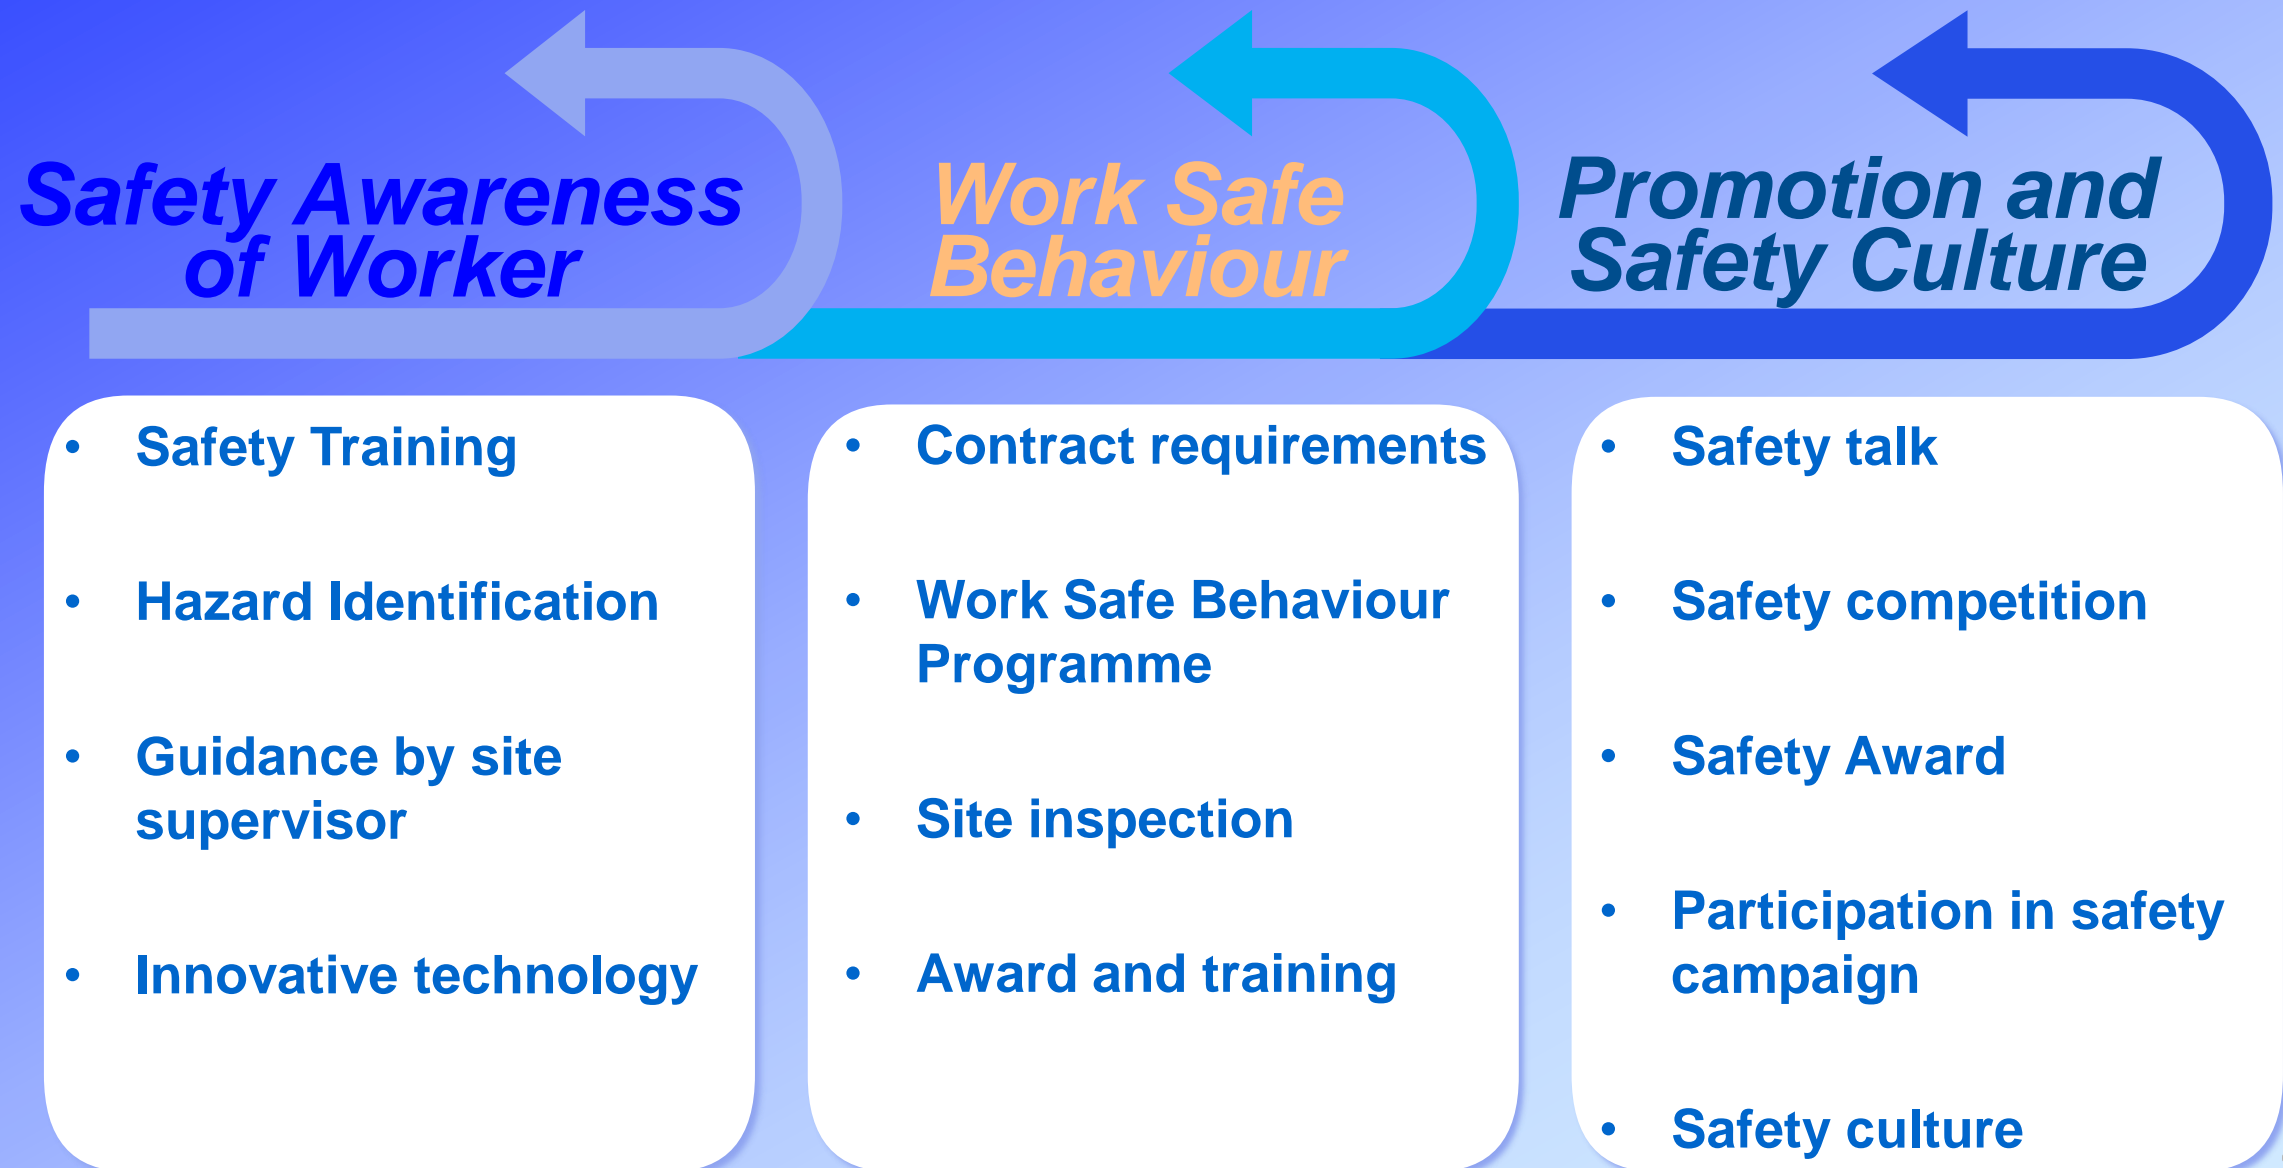 Safety Awareness
of Worker
Work Safe
Behaviour
Promotion and
Safety Culture
• Safety Training
• Hazard Identification
• Guidance by site
supervisor
• Innovative technology
• Contract requirements
• Work Safe Behaviour
Programme
• Site inspection
• Award and training
• Safety talk
• Safety competition
• Safety Award
• Participation in safety
campaign
• Safety culture